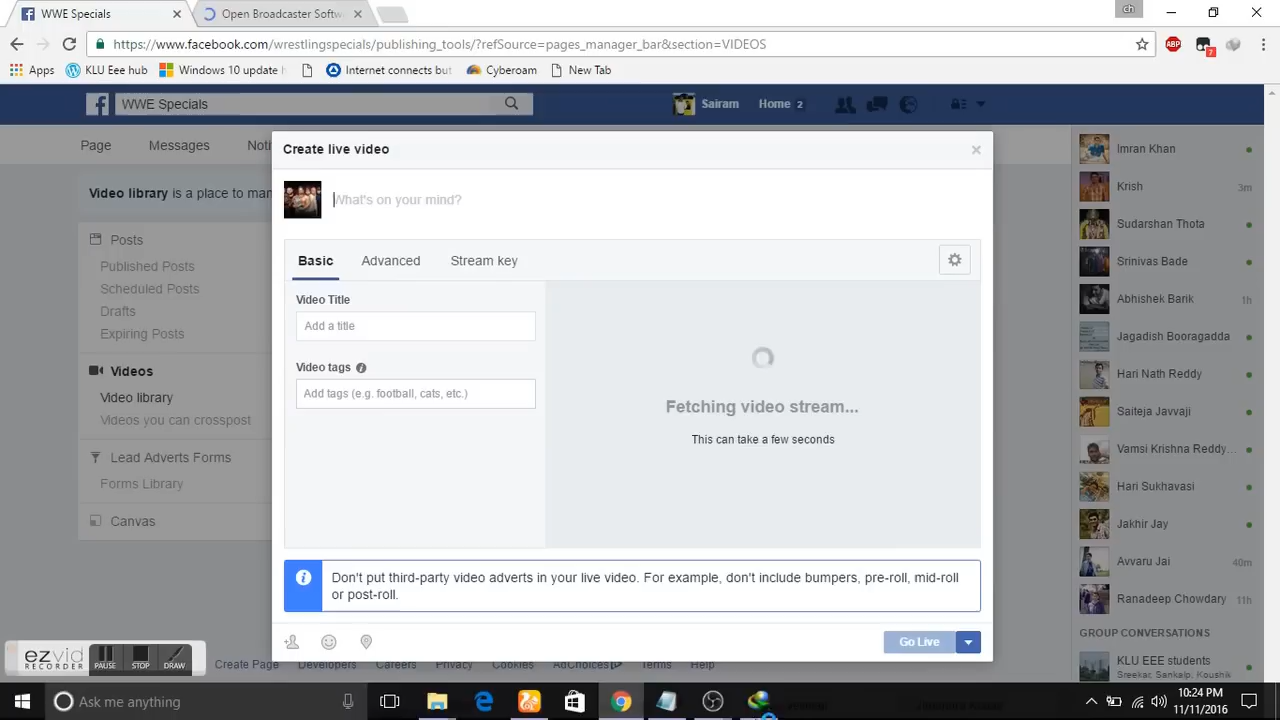 WWE Specials
Open Broadcaster Softw
ch
https://www.facebook.com/wrestlingspecials/publishing_tools/?refSource=pages_manager_bar&section=VIDEOS
ABP
7
Apps
KLU Eee hub
Windows 10 update
Internet connects but
Cyberoam
New Tab
WWE Specials
Sairam
Home 2
Page
Messages
Video library is a place to
Posts
Published Posts
Scheduled Posts
Drafts
Expiring Posts
Videos
Video library
Videos you can crosspost
Lead Adverts Forms
Forms Library
Canvas
Create live video
What's on your mind?
Basic
Advanced
Stream key
Video Title
Add a title
Video tags
Add tags (e.g. football, cats, etc.)
Fetching video stream...
This can take a few seconds
Don't put third-party video adverts in your live video. For example, don't include bumpers, pre-roll, mid-roll
or post-roll.
Go Live
Imran Khan
Krish 3m
Sudarshan Thota
Srinivas Bade
Abhishek Barik 1h
Jagadish Booragadda
Hari Nath Reddy
Saiteja Javvaji
Vamsi Krishna Reddy...
Hari Sukhavasi
Jakhir Jay
Avvaru Jai 40m
Ranadeep Chowdary 11h
GROUP CONVERSATIONS
KLU EEE students
Sreekar, Sankalp, Koushik
ezvid
RECORDER
PAUSE
STOP
DRAW
Create Page
Developers
Careers
Privacy
Cookies
AdChoices
Terms
Help
Ask me anything
10:24 PM
11/11/2016